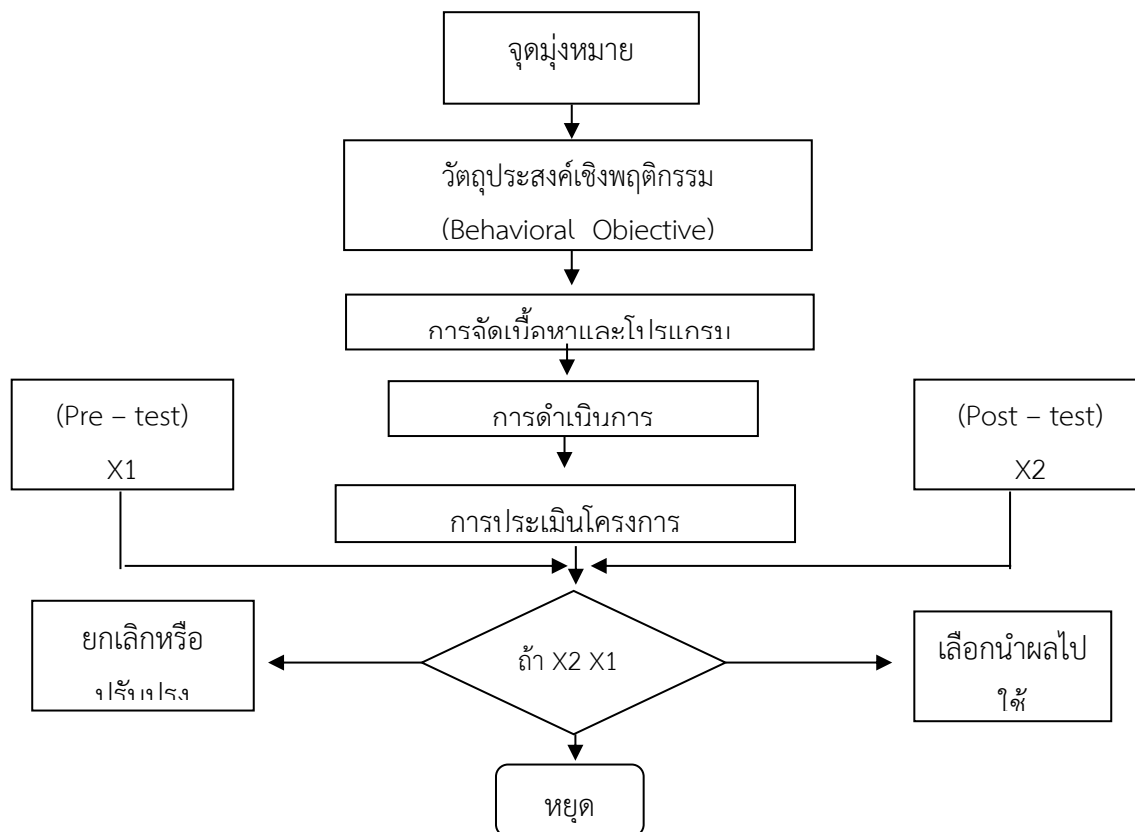 จุดมุ่งหมาย
วัตถุประสงค์เชิงพฤติกรรม
(Behavioral Objective)
การจัดเนื้อหาและโปรแกรม
(Pre – test)
X1
การดำเนินการ
(Post – test)
X2
การประเมินโครงการ
ยกเลิกหรือ
ปรับปรุง
ถ้า X2 X1
เลือกนำผลไป
ใช้
หยุด